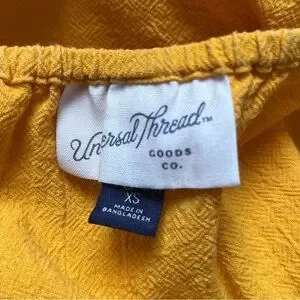 Universal Thread™
GOODS
CO.
XS
MADE IN
BANGLADESH